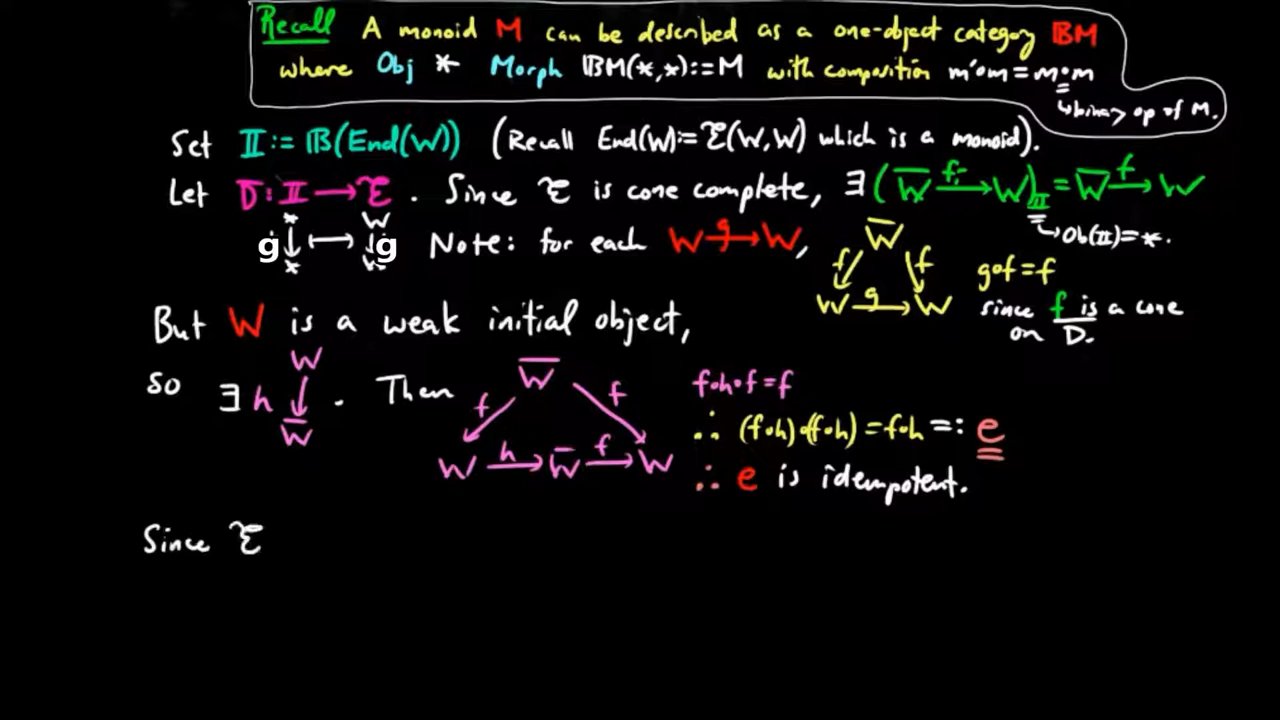 Recall A monoid M can be described as a one-object category 𝔹M
where Obj * Morph 𝔹M(*,*):=M with composition m'∘m = m'·m
↳ binary op of M.
Set 𝕀 := 𝔹(End(W)) (Recall End(W):= ℰ(W,W) which is a monoid).
Let D: 𝕀 → ℰ . Since ℰ is cone complete, ∃ (W̅ →fᵢ W)_𝕀 = W̅ →f W
↳ Ob(𝕀) = *.
* W
g ↓ ↦ ↓ g
* W
Note: for each W →g W,
W̅
f f
W →g W
g∘f = f
since f is a cone
on D.
But W is a weak initial object,
so ∃ h W ↓ W̅ . Then
W̅
f f
W →h W̅ →f W
f∘h∘f = f
∴ (f∘h)∘(f∘h) = f∘h =: e
∴ e is idempotent.
Since ℰ